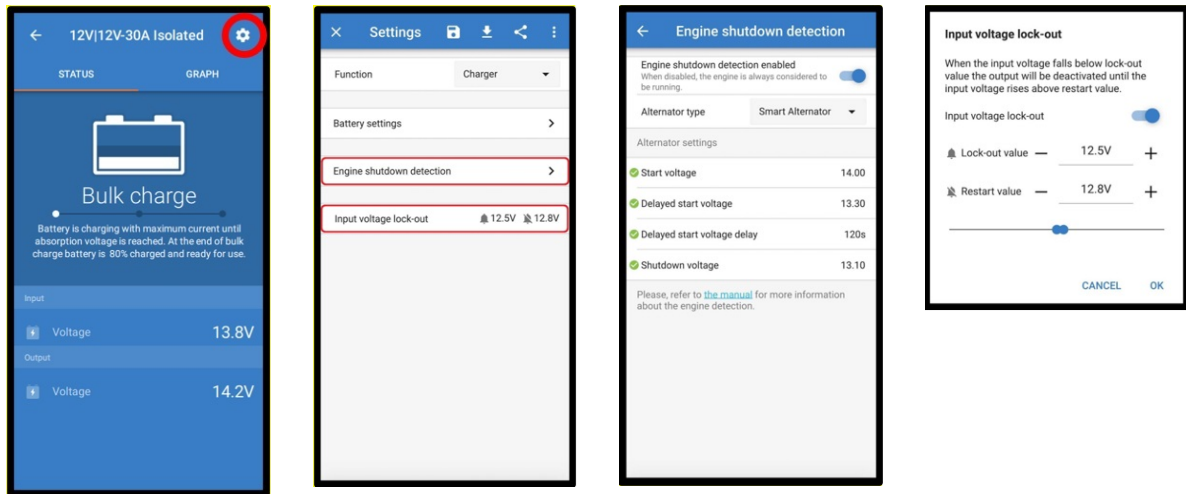 12V|12V-30A Isolated
STATUS
GRAPH
Bulk charge
Battery is charging with maximum current until
absorption voltage is reached. At the end of bulk
charge battery is 80% charged and ready for use.
Input
Voltage 13.8V
Output
Voltage 14.2V
Settings
Function Charger
Battery settings
Engine shutdown detection
Input voltage lock-out 12.5V 12.8V
Engine shutdown detection
Engine shutdown detection enabled
When disabled, the engine is always considered to
be running.
Alternator type Smart Alternator
Alternator settings
Start voltage 14.00
Delayed start voltage 13.30
Delayed start voltage delay 120s
Shutdown voltage 13.10
Please, refer to the manual for more information
about the engine detection.
Input voltage lock-out
When the input voltage falls below lock-out
value the output will be deactivated until the
input voltage rises above restart value.
Input voltage lock-out
Lock-out value — 12.5V +
Restart value — 12.8V +
CANCEL OK